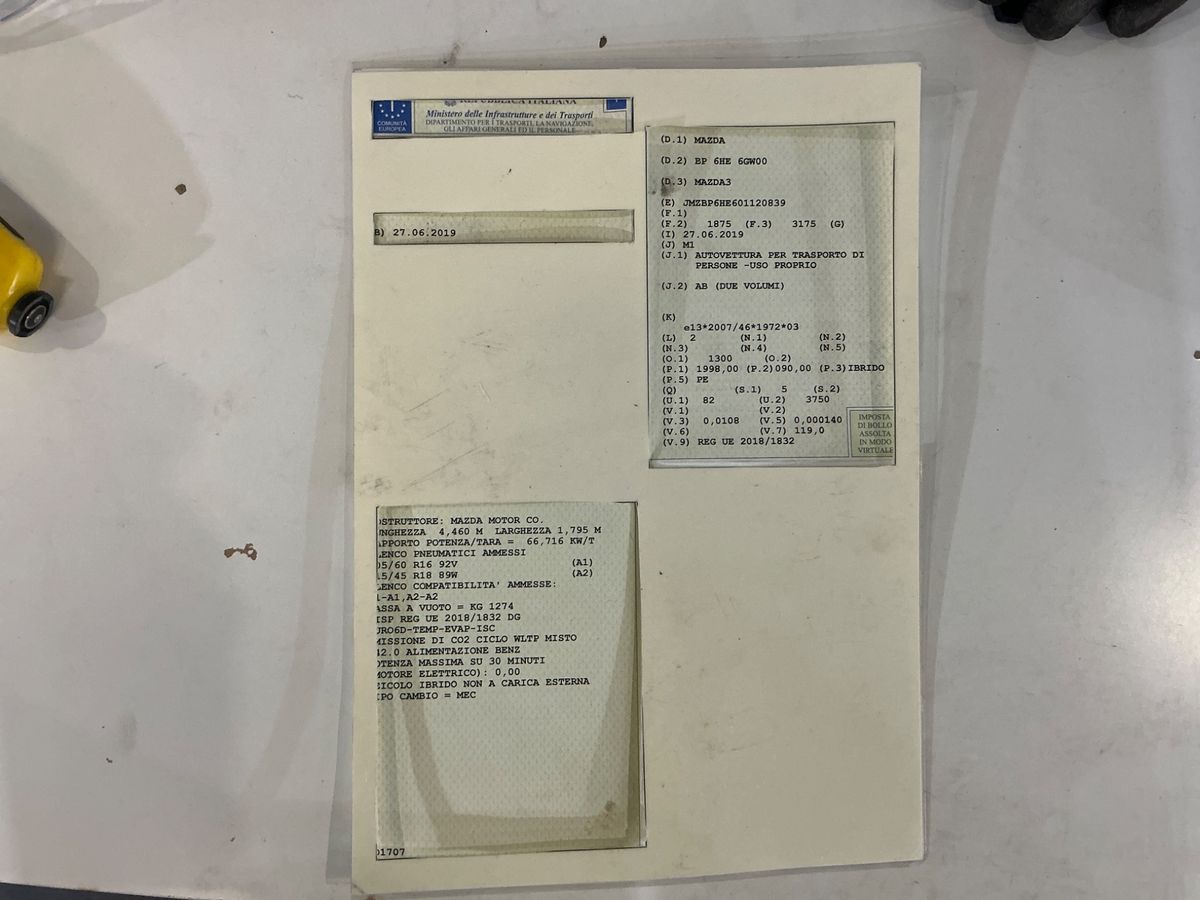 REPUBBLICA ITALIANA
Ministero delle Infrastrutture e dei Trasporti
DIPARTIMENTO PER I TRASPORTI, LA NAVIGAZIONE,
GLI AFFARI GENERALI ED IL PERSONALE
COMUNITÀ
EUROPEA
B) 27.06.2019
(D.1) MAZDA
(D.2) BP 6HE 6GW00
(D.3) MAZDA3
(E) JMZBP6HE601120839
(F.1)
(F.2) 1875 (F.3) 3175 (G)
(I) 27.06.2019
(J) M1
(J.1) AUTOVETTURA PER TRASPORTO DI
PERSONE -USO PROPRIO
(J.2) AB (DUE VOLUMI)
(K)
e13*2007/46*1972*03
(L) 2 (N.1) (N.2)
(N.3) (N.4) (N.5)
(O.1) 1300 (O.2)
(P.1) 1998,00 (P.2)090,00 (P.3)IBRIDO
(P.5) PE
(Q) (S.1) 5 (S.2)
(U.1) 82 (U.2) 3750
(V.1) (V.2)
(V.3) 0,0108 (V.5) 0,000140
(V.6) (V.7) 119,0
(V.9) REG UE 2018/1832
IMPOSTA
DI BOLLO
ASSOLTA
IN MODO
VIRTUALE
OSTRUTTORE: MAZDA MOTOR CO.
UNGHEZZA 4,460 M LARGHEZZA 1,795 M
APPORTO POTENZA/TARA = 66,716 KW/T
LENCO PNEUMATICI AMMESSI
05/60 R16 92V (A1)
15/45 R18 89W (A2)
LENCO COMPATIBILITA' AMMESSE:
1-A1,A2-A2
ASSA A VUOTO = KG 1274
ISP REG UE 2018/1832 DG
URO6D-TEMP-EVAP-ISC
MISSIONE DI CO2 CICLO WLTP MISTO
42.0 ALIMENTAZIONE BENZ
OTENZA MASSIMA SU 30 MINUTI
MOTORE ELETTRICO): 0,00
EICOLO IBRIDO NON A CARICA ESTERNA
IPO CAMBIO = MEC
01707